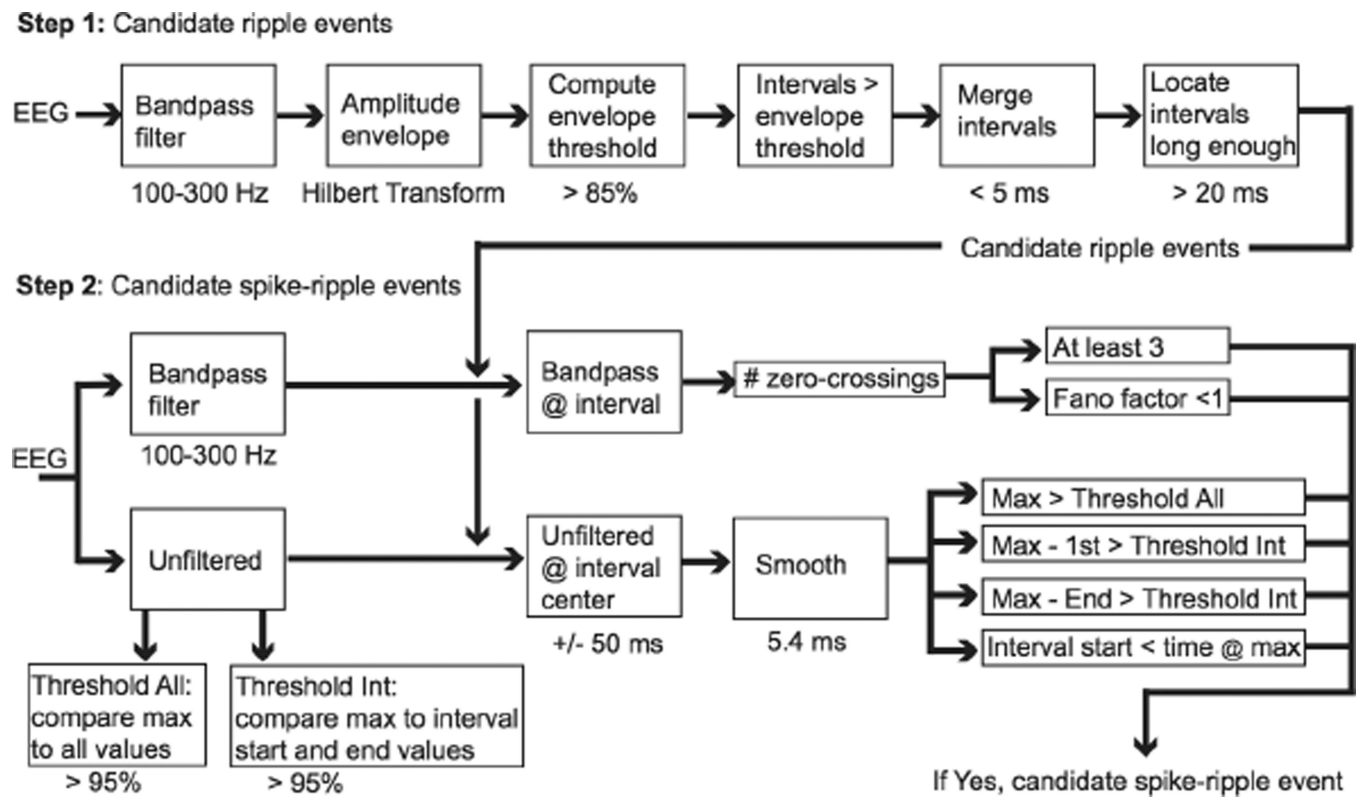 Step 1: Candidate ripple events
EEG
Bandpass
filter
100-300 Hz
Amplitude
envelope
Hilbert Transform
Compute
envelope
threshold
> 85%
Intervals >
envelope
threshold
Merge
intervals
< 5 ms
Locate
intervals
long enough
> 20 ms
Candidate ripple events
Step 2: Candidate spike-ripple events
EEG
Bandpass
filter
100-300 Hz
Bandpass
@ interval
# zero-crossings
At least 3
Fano factor <1
Unfiltered
Unfiltered
@ interval
center
+/- 50 ms
Smooth
5.4 ms
Max > Threshold All
Max - 1st > Threshold Int
Max - End > Threshold Int
Interval start < time @ max
Threshold All:
compare max
to all values
> 95%
Threshold Int:
compare max to interval
start and end values
> 95%
If Yes, candidate spike-ripple event